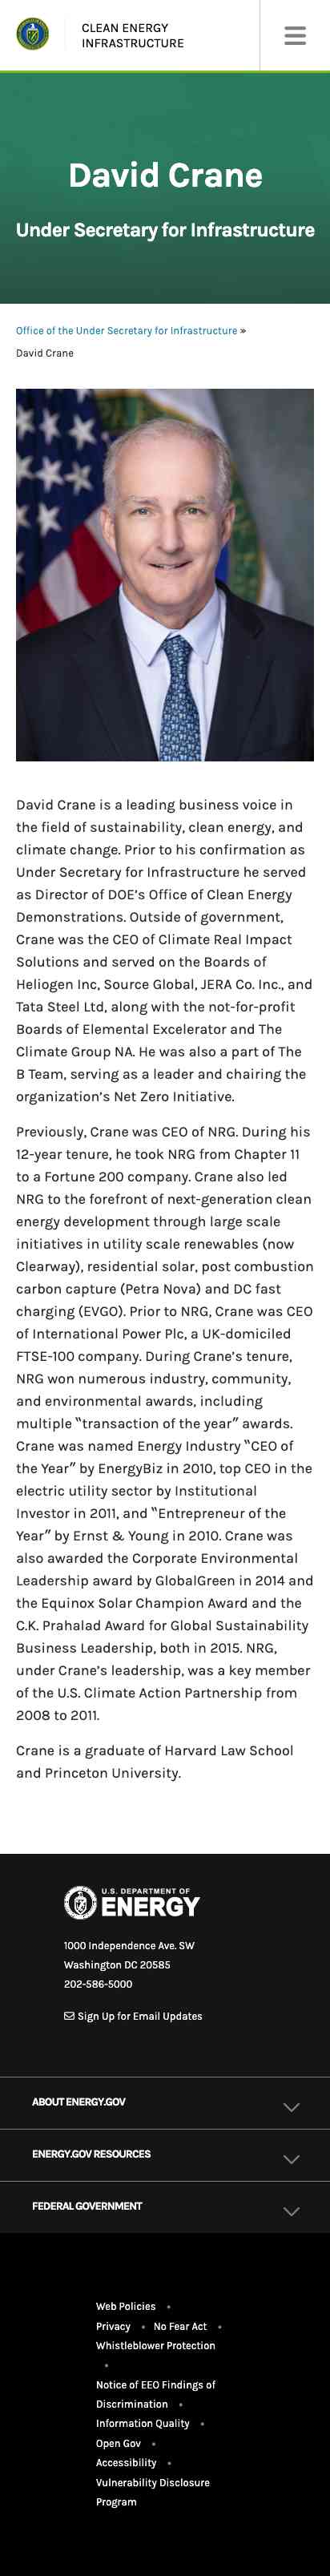 CLEAN ENERGY
INFRASTRUCTURE
David Crane
Under Secretary for Infrastructure
Office of the Under Secretary for Infrastructure »
David Crane
David Crane is a leading business voice in
the field of sustainability, clean energy, and
climate change. Prior to his confirmation as
Under Secretary for Infrastructure he served
as Director of DOE’s Office of Clean Energy
Demonstrations. Outside of government,
Crane was the CEO of Climate Real Impact
Solutions and served on the Boards of
Heliogen Inc, Source Global, JERA Co. Inc., and
Tata Steel Ltd, along with the not-for-profit
Boards of Elemental Excelerator and The
Climate Group NA. He was also a part of The
B Team, serving as a leader and chairing the
organization’s Net Zero Initiative.
Previously, Crane was CEO of NRG. During his
12-year tenure, he took NRG from Chapter 11
to a Fortune 200 company. Crane also led
NRG to the forefront of next-generation clean
energy development through large scale
initiatives in utility scale renewables (now
Clearway), residential solar, post combustion
carbon capture (Petra Nova) and DC fast
charging (EVGO). Prior to NRG, Crane was CEO
of International Power Plc, a UK-domiciled
FTSE-100 company. During Crane’s tenure,
NRG won numerous industry, community,
and environmental awards, including
multiple “transaction of the year” awards.
Crane was named Energy Industry “CEO of
the Year” by EnergyBiz in 2010, top CEO in the
electric utility sector by Institutional
Investor in 2011, and “Entrepreneur of the
Year” by Ernst & Young in 2010. Crane was
also awarded the Corporate Environmental
Leadership award by GlobalGreen in 2014 and
the Equinox Solar Champion Award and the
C.K. Prahalad Award for Global Sustainability
Business Leadership, both in 2015. NRG,
under Crane’s leadership, was a key member
of the U.S. Climate Action Partnership from
2008 to 2011.
Crane is a graduate of Harvard Law School
and Princeton University.
U.S. DEPARTMENT OF
ENERGY
1000 Independence Ave. SW
Washington DC 20585
202-586-5000
Sign Up for Email Updates
ABOUT ENERGY.GOV
ENERGY.GOV RESOURCES
FEDERAL GOVERNMENT
Web Policies •
Privacy • No Fear Act •
Whistleblower Protection
•
Notice of EEO Findings of
Discrimination •
Information Quality •
Open Gov •
Accessibility •
Vulnerability Disclosure
Program